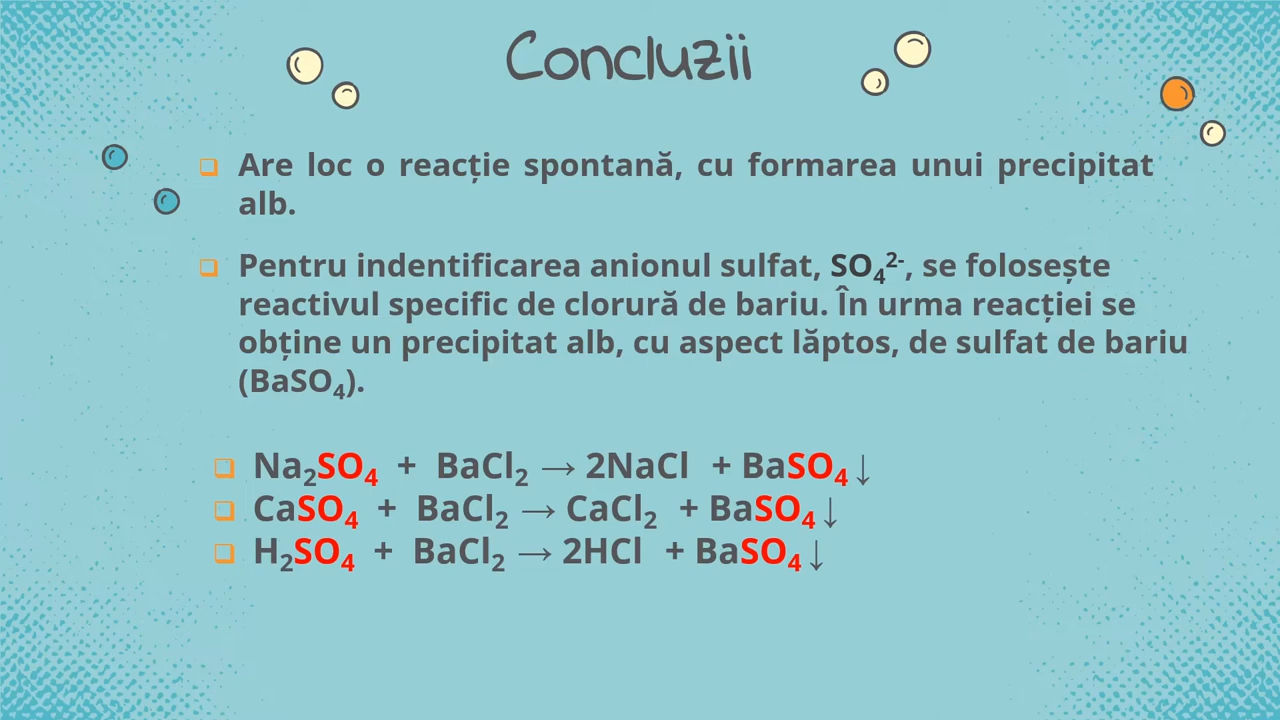 Concluzii
Are loc o reacție spontană, cu formarea unui precipitat
alb.
Pentru indentificarea anionul sulfat, SO₄²⁻, se folosește
reactivul specific de clorură de bariu. În urma reacției se
obține un precipitat alb, cu aspect lăptos, de sulfat de bariu
(BaSO₄).
Na₂SO₄ + BaCl₂ → 2NaCl + BaSO₄↓
CaSO₄ + BaCl₂ → CaCl₂ + BaSO₄↓
H₂SO₄ + BaCl₂ → 2HCl + BaSO₄↓